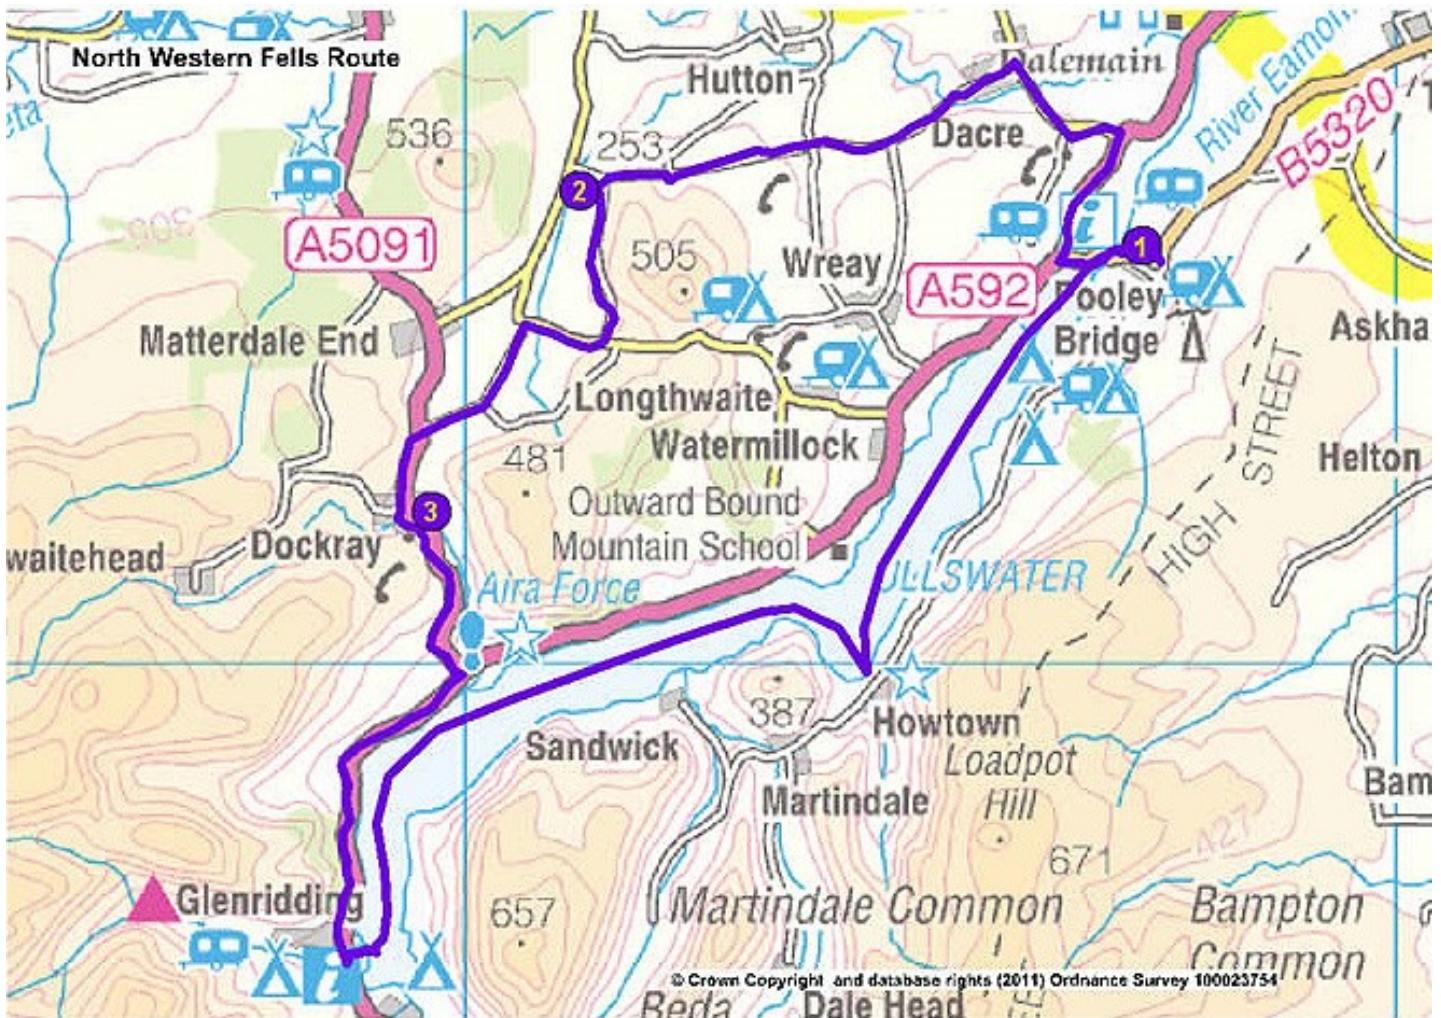 North Western Fells Route
Hutton
Dalemain
River Eamon
B5320
536
253
Dacre
2
505
A5091
Wreay
1
A592
Pooley
Bridge
Askha
Matterdale End
Longthwaite
Watermillock
HIGH STREET
Helton
481
Outward Bound
Mountain School
3
Dockray
waitehead
Aira Force
ULLSWATER
387
Howtown
Sandwick
Loadpot
Hill
Martindale
Bam
671
427
Glenridding
657
Martindale Common
Bampton
Common
i
i
© Crown Copyright and database rights (2011) Ordnance Survey 100023754
Beda
Dale Head